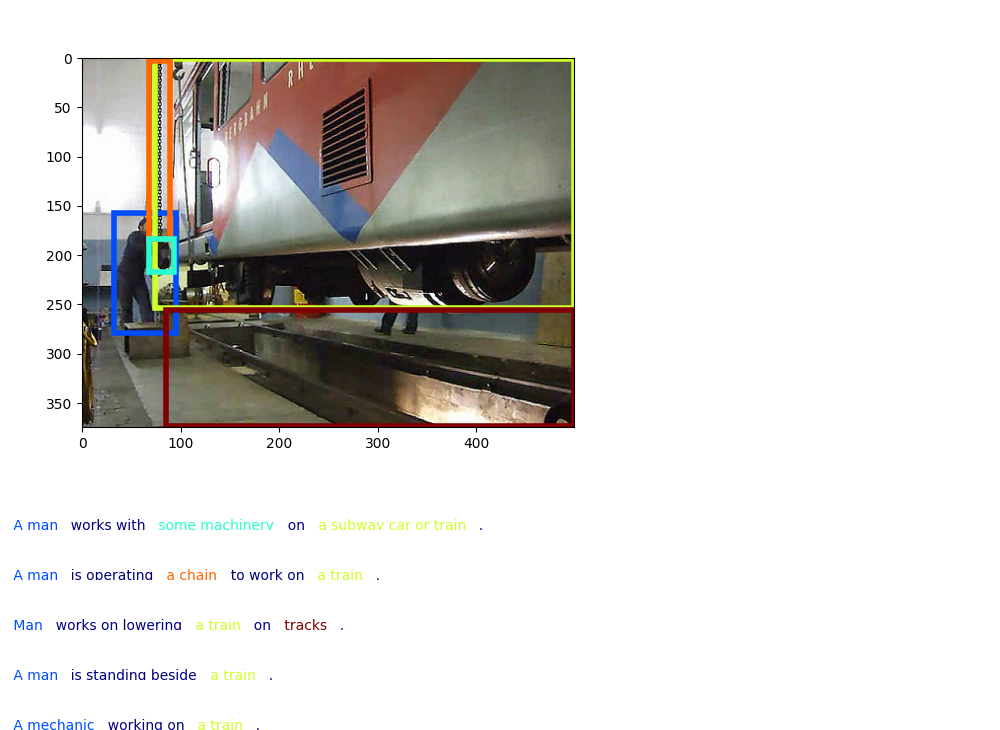 0
50
100
150
200
250
300
350
0 100 200 300 400
BERGBAHN RHE
A man works with some machinery on a subway car or train .
A man is operating a chain to work on a train .
Man works on lowering a train on tracks .
A man is standing beside a train .
A mechanic working on a train .